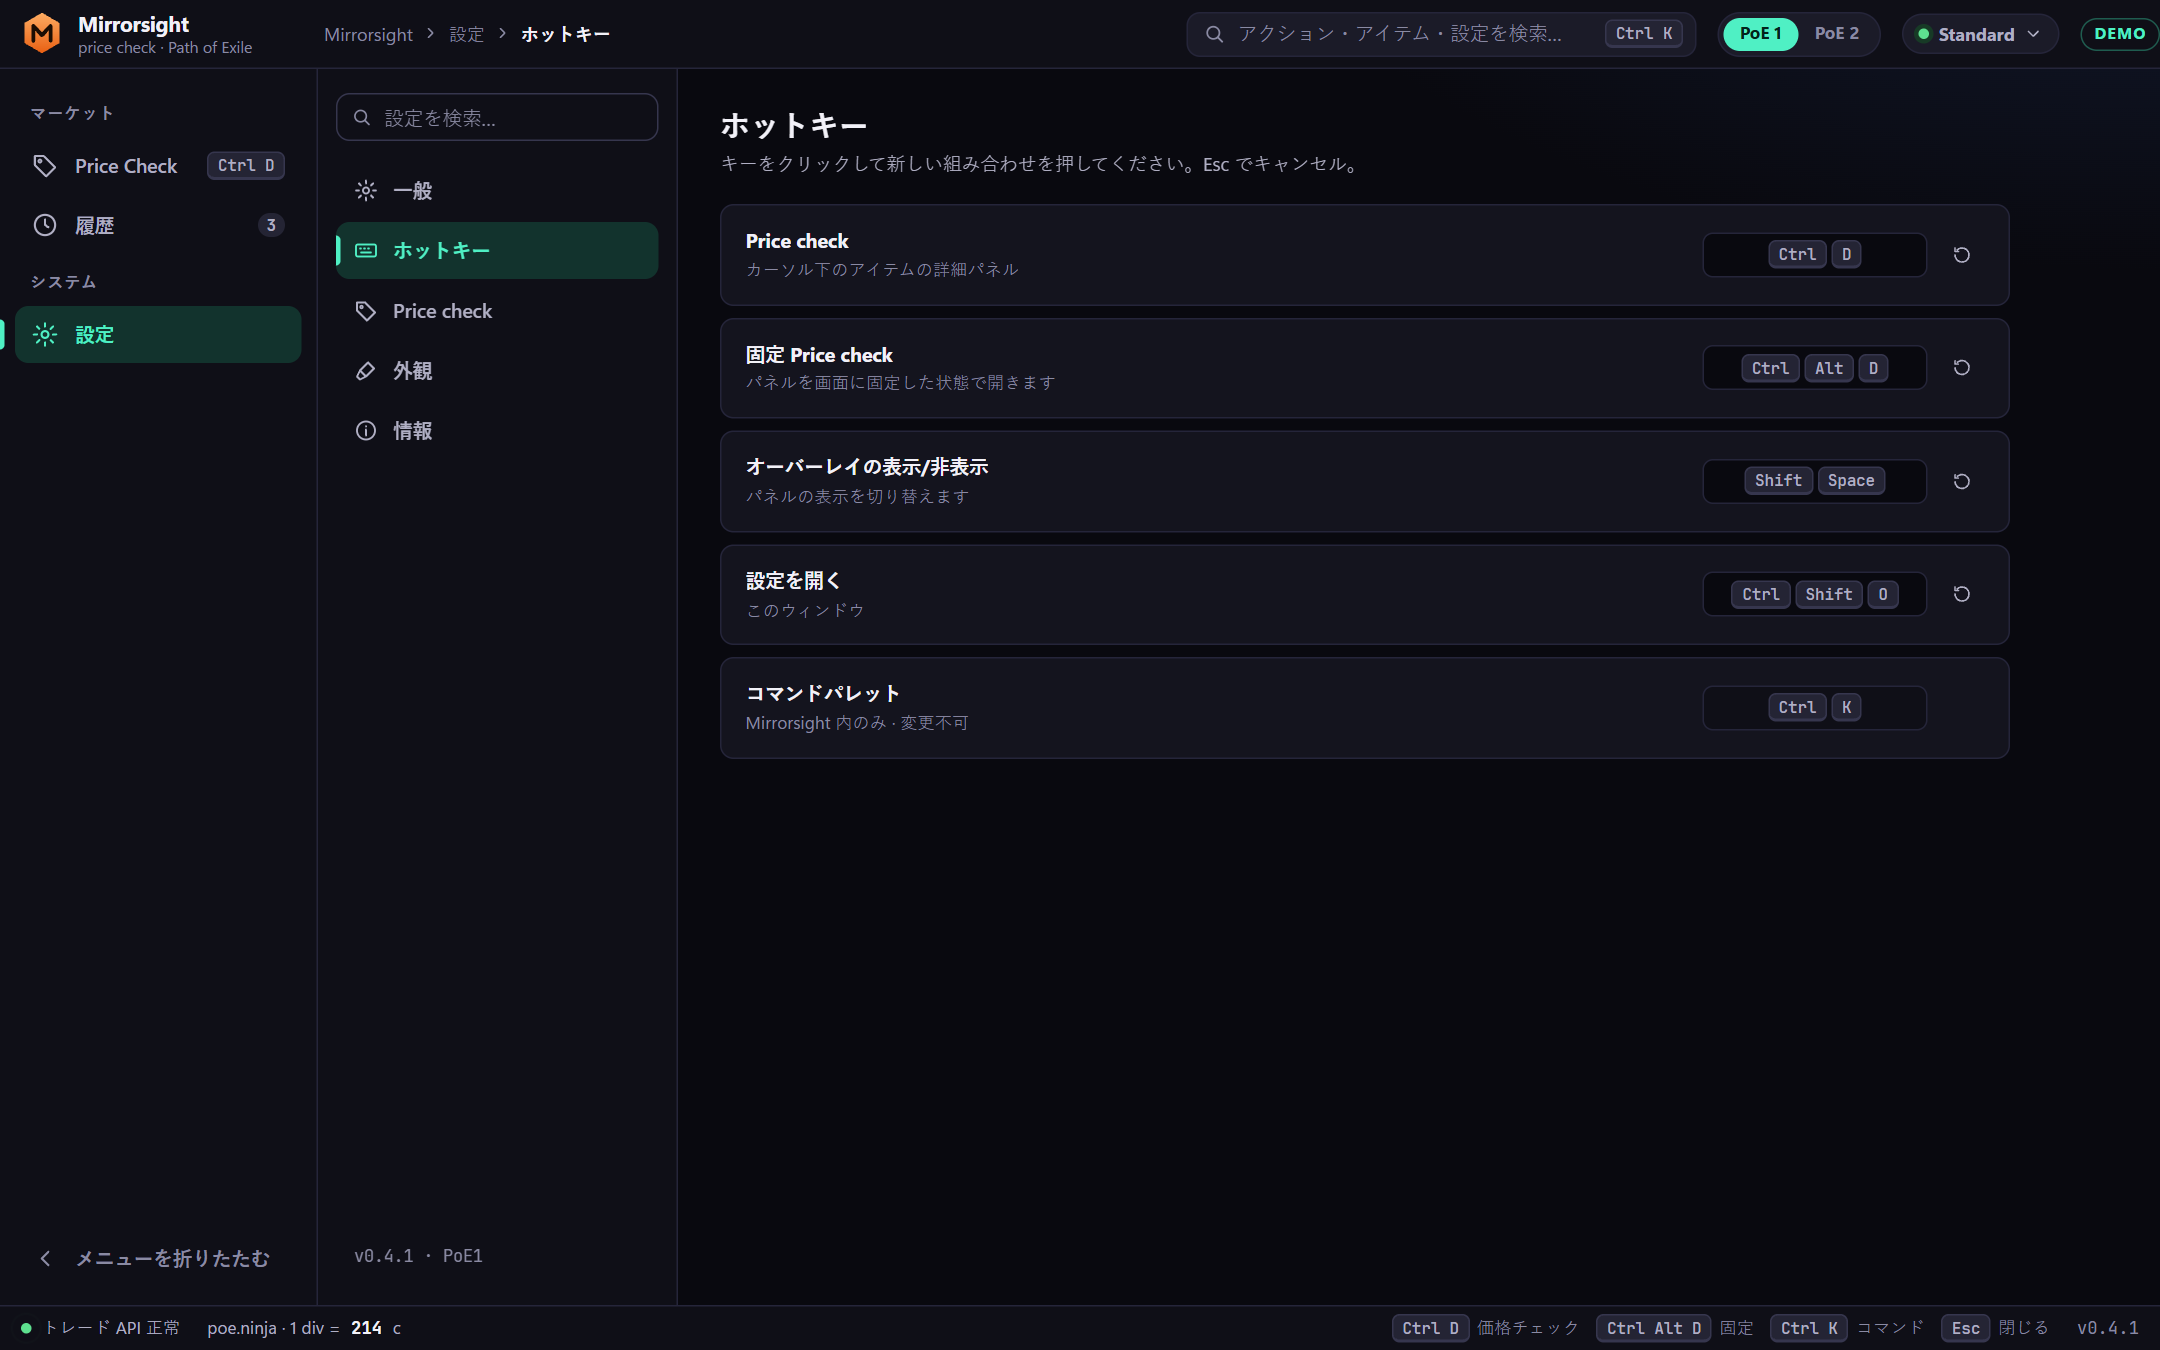 Mirrorsight
price check · Path of Exile
Mirrorsight > 設定 > ホットキー
アクション・アイテム・設定を検索... Ctrl K
PoE 1 PoE 2
Standard
DEMO
マーケット
Price Check Ctrl D
履歴 3
システム
設定
メニューを折りたたむ
設定を検索...
一般
ホットキー
Price check
外観
情報
v0.4.1 · PoE1
ホットキー
キーをクリックして新しい組み合わせを押してください。Esc でキャンセル。
Price check
カーソル下のアイテムの詳細パネル
Ctrl D
固定 Price check
パネルを画面に固定した状態で開きます
Ctrl Alt D
オーバーレイの表示/非表示
パネルの表示を切り替えます
Shift Space
設定を開く
このウィンドウ
Ctrl Shift O
コマンドパレット
Mirrorsight 内のみ · 変更不可
Ctrl K
トレード API 正常 poe.ninja · 1 div = 214 c
Ctrl D 価格チェック Ctrl Alt D 固定 Ctrl K コマンド Esc 閉じる v0.4.1